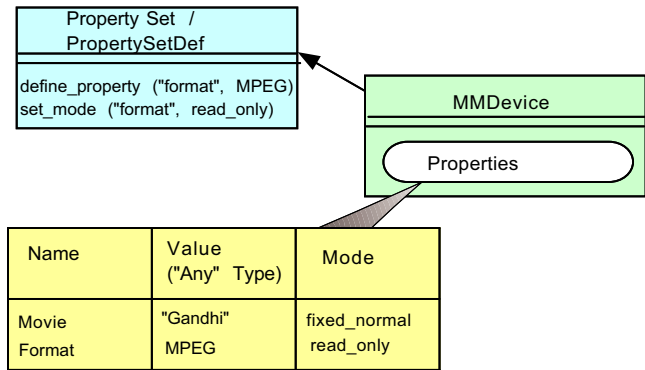 Property Set /
PropertySetDef
define_property ("format", MPEG)
set_mode ("format", read_only)
MMDevice
Properties
Name
Value
("Any" Type)
Mode
Movie
"Gandhi"
fixed_normal
Format
MPEG
read_only